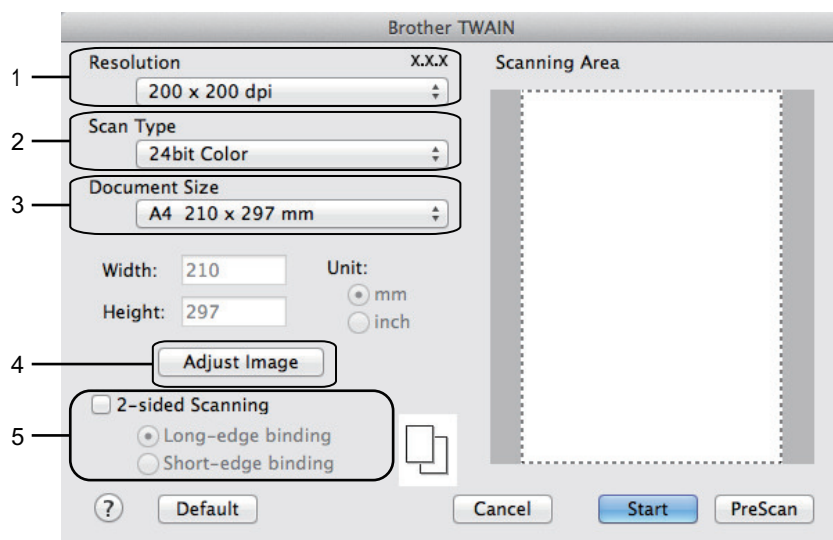 Brother TWAIN
1
Resolution X.X.X
200 x 200 dpi
2
Scan Type
24bit Color
3
Document Size
A4 210 x 297 mm
Width: 210
Height: 297
Unit:
mm
inch
4
Adjust Image
5
2-sided Scanning
Long-edge binding
Short-edge binding
? Default
Scanning Area
Cancel Start PreScan